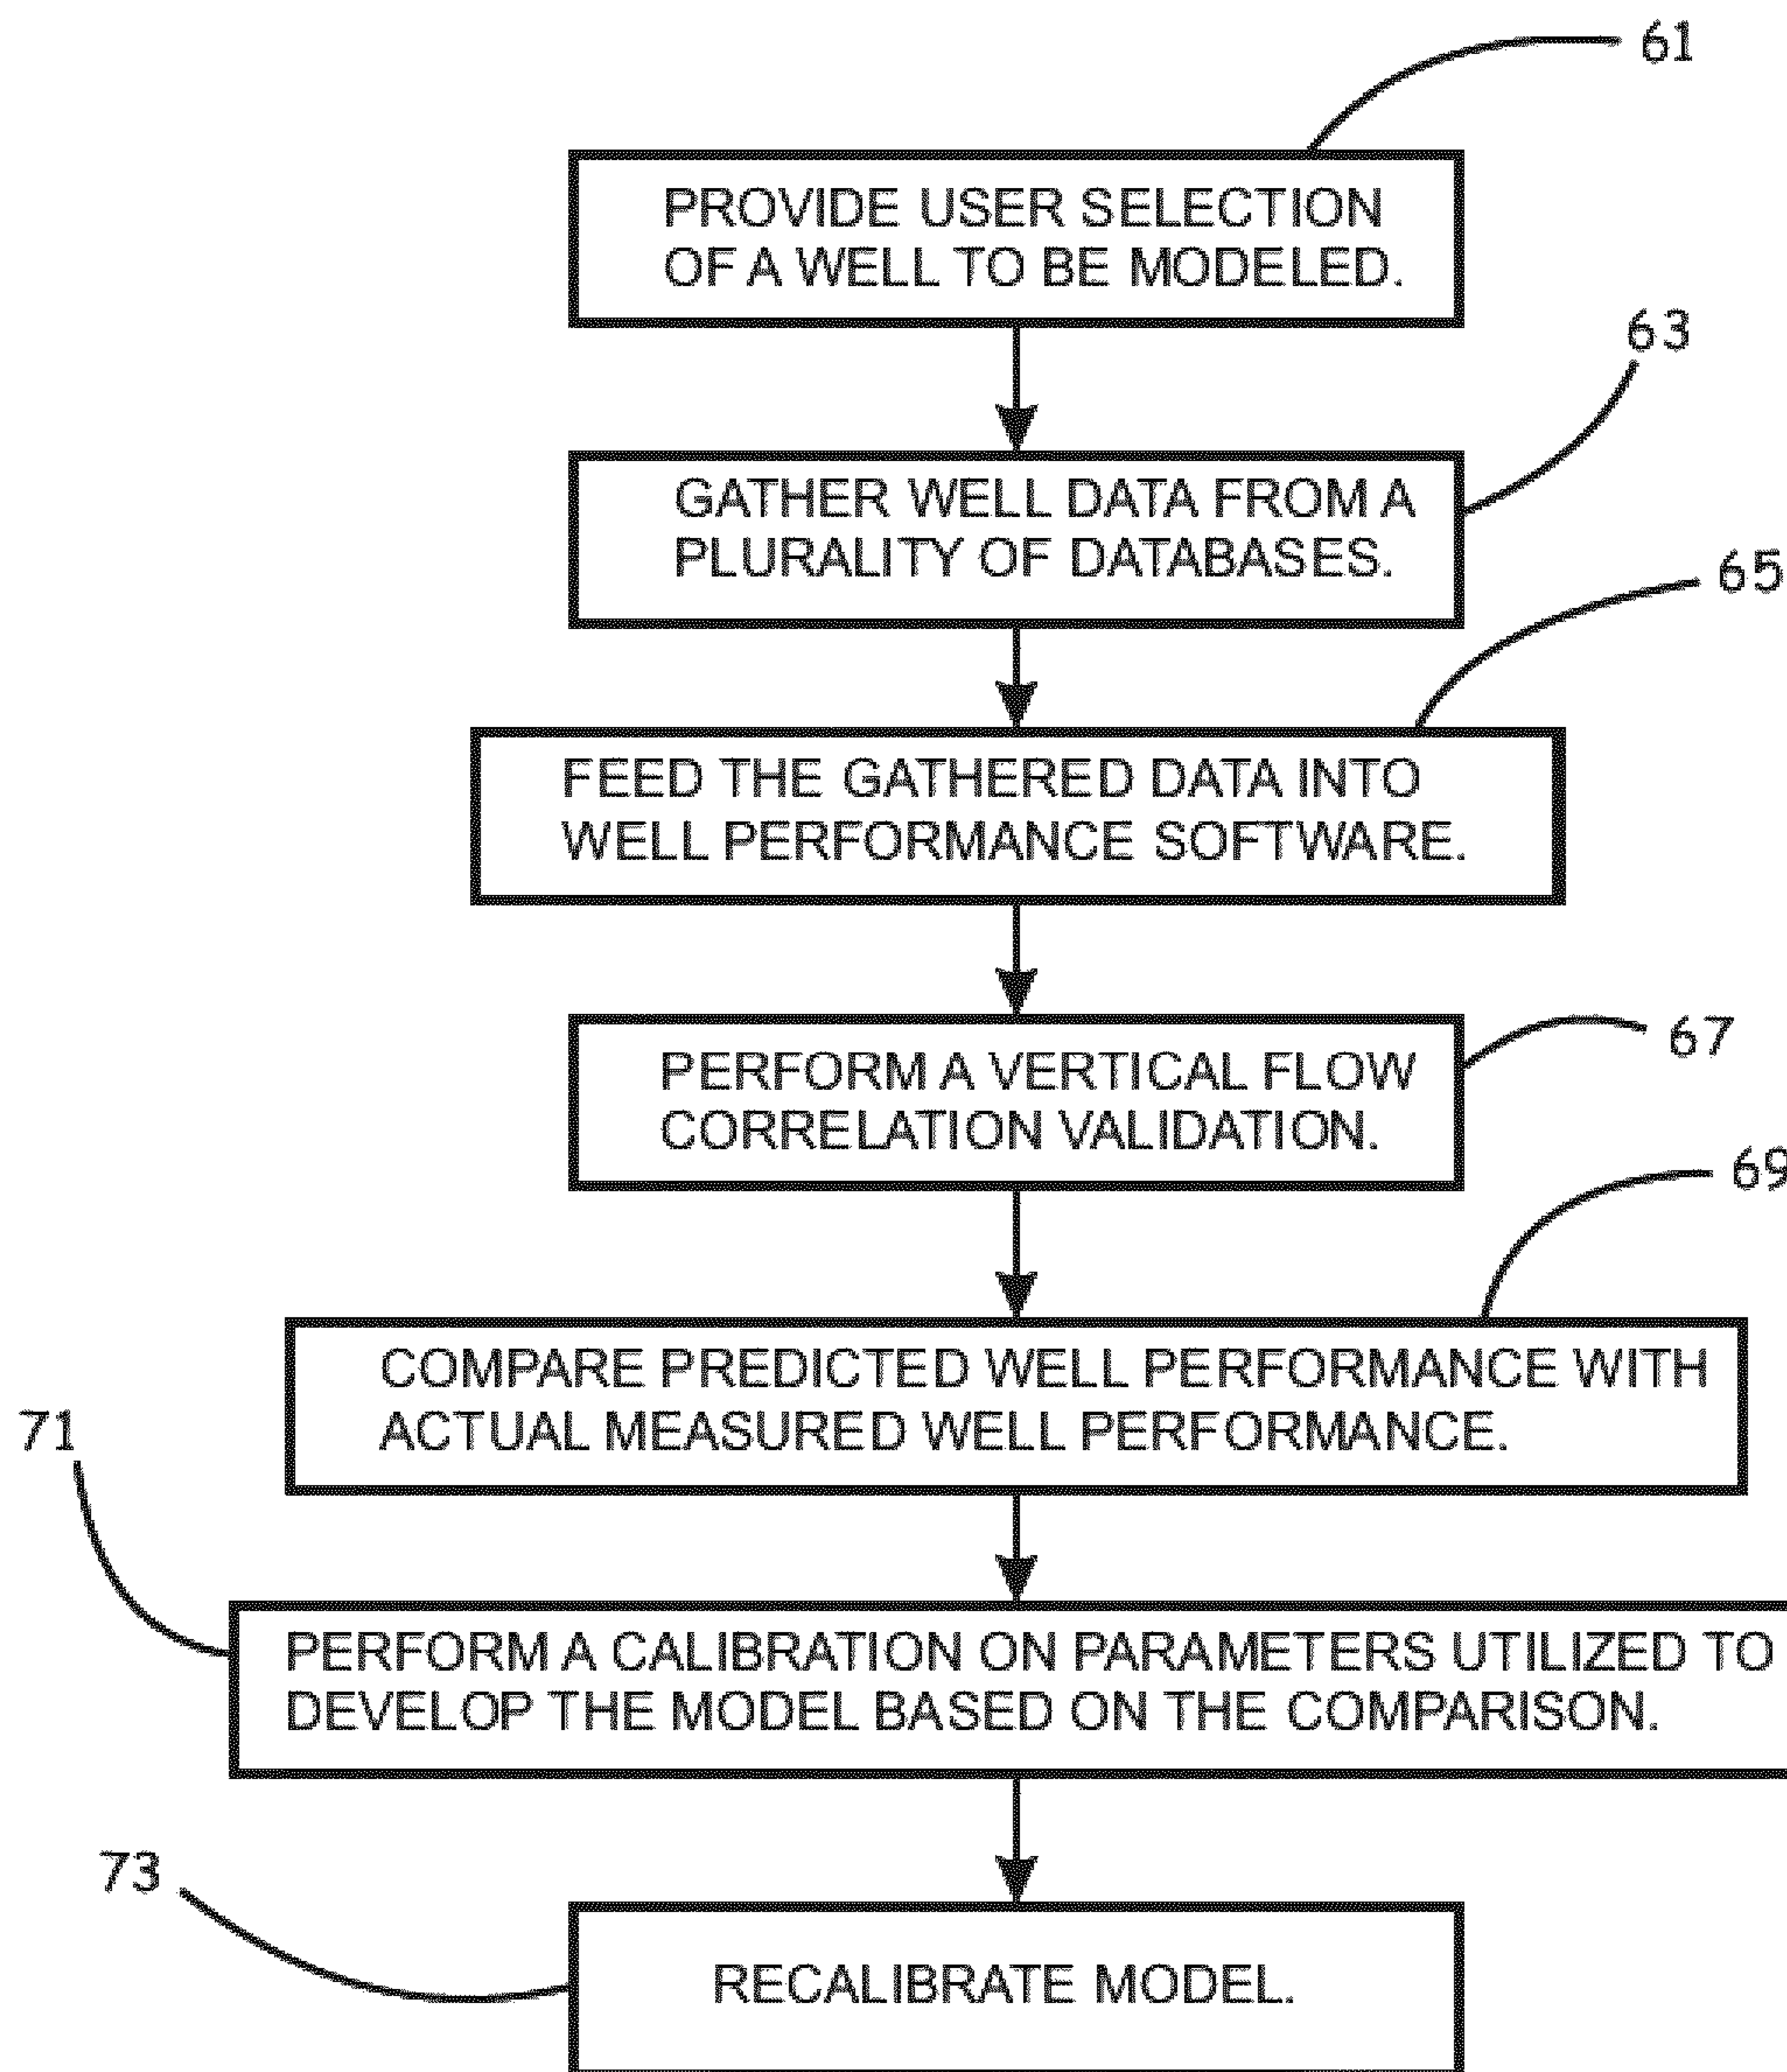 61
PROVIDE USER SELECTION
OF A WELL TO BE MODELED.
63
GATHER WELL DATA FROM A
PLURALITY OF DATABASES.
65
FEED THE GATHERED DATA INTO
WELL PERFORMANCE SOFTWARE.
67
PERFORM A VERTICAL FLOW
CORRELATION VALIDATION.
69
COMPARE PREDICTED WELL PERFORMANCE WITH
ACTUAL MEASURED WELL PERFORMANCE.
71
PERFORM A CALIBRATION ON PARAMETERS UTILIZED TO
DEVELOP THE MODEL BASED ON THE COMPARISON.
73
RECALIBRATE MODEL.